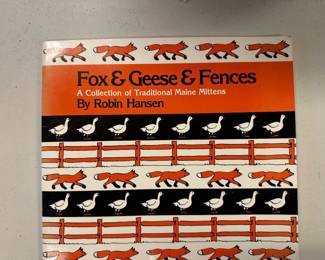 Fox & Geese & Fences
A Collection of Traditional Maine Mittens
By Robin Hansen